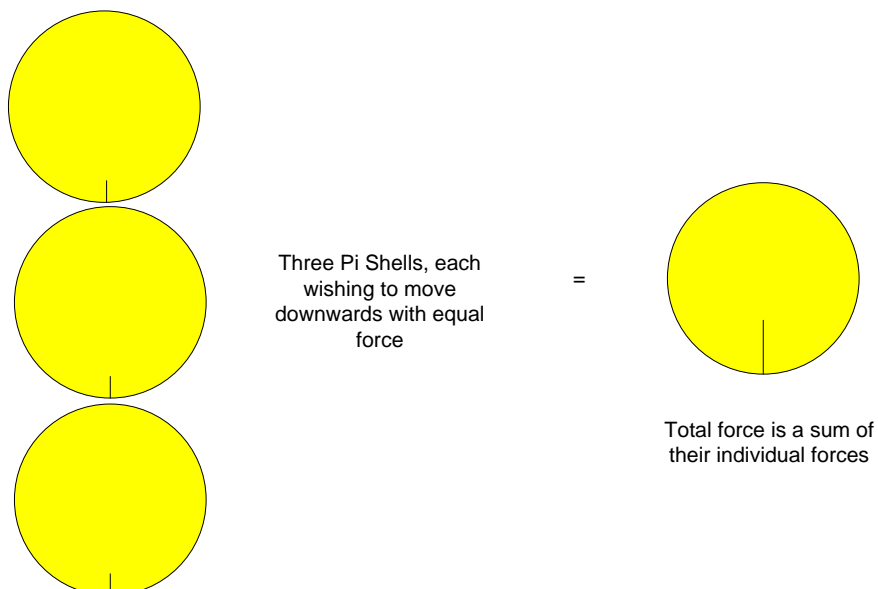 Three Pi Shells, each
wishing to move
downwards with equal
force
=
Total force is a sum of
their individual forces